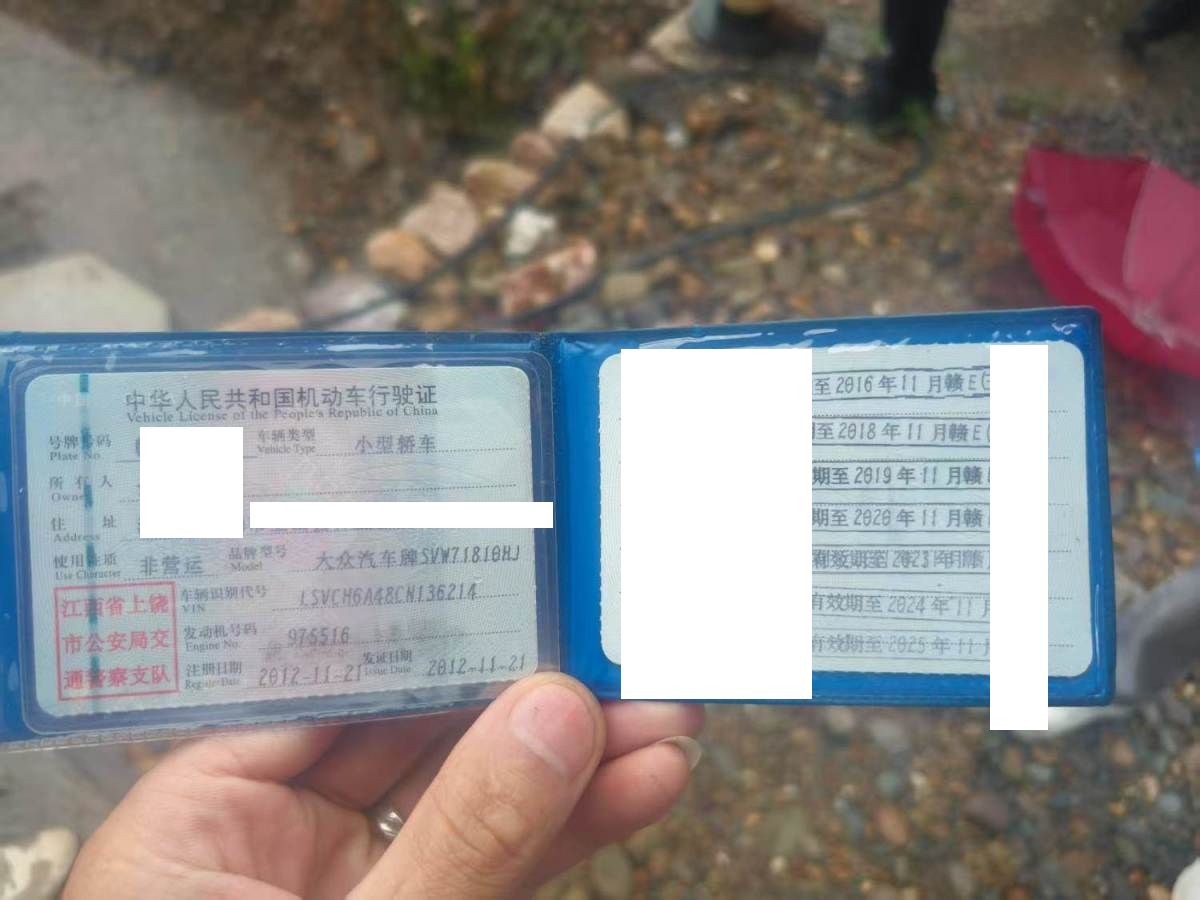 中华人民共和国机动车行驶证
Vehicle License of the People's Republic of China
号牌号码 车辆类型 小型轿车
Plate No. Vehicle Type
所有人
Owner
住址
Address
使用性质 非营运 品牌型号 大众汽车牌SVW71810HJ
Use Character Model
车辆识别代号 LSVCH6A48CN136214
VIN
发动机号码 976516
Engine No.
注册日期 2012-11-21 发证日期 2012-11-21
Register Date Issue Date
江西省上饶
市公安局交
通警察支队
至2016年11月赣E(
期至2018年11月赣E(
期至2019年11月赣
期至2020年11月赣
有效期至2024年11月
有效期至2025年11月